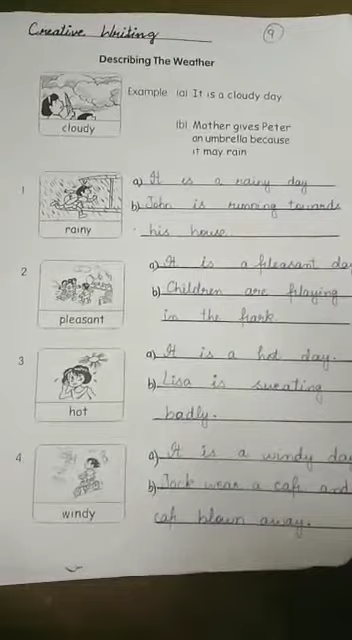 Creative Writing
9
Describing The Weather
cloudy
Example (a) It is a cloudy day
(b) Mother gives Peter
an umbrella because
it may rain
1
rainy
a) It is a rainy day
b) John is running towards
his house.
2
pleasant
a) It is a pleasant day
b) Children are playing
in the park.
3
hot
a) It is a hot day.
b) Lisa is sweating
badly.
4.
windy
a) It is a windy day
b) Jack wear a cap and
cap blown away.